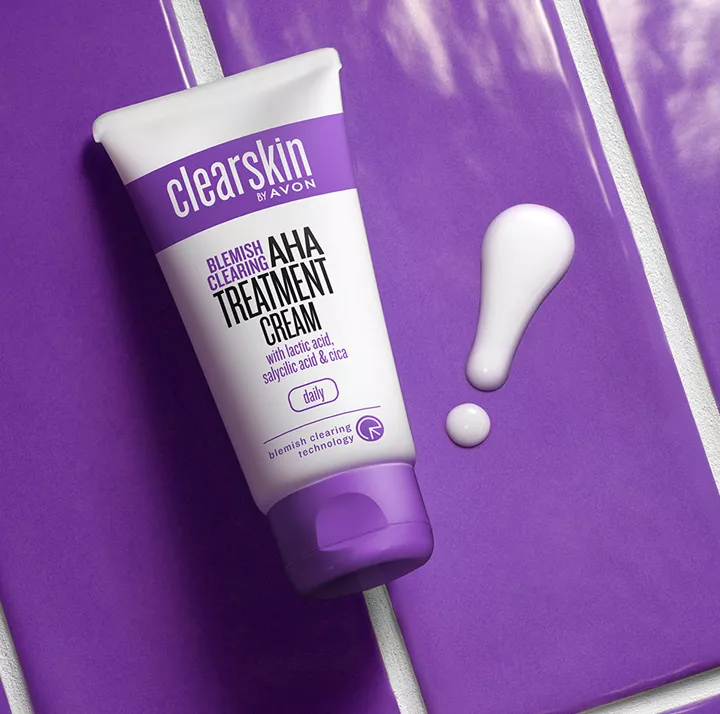 clearskin
BY AVON
BLEMISH
CLEARING AHA
TREATMENT
CREAM
with lactic acid,
salycilic acid & cica
daily
blemish clearing
technology